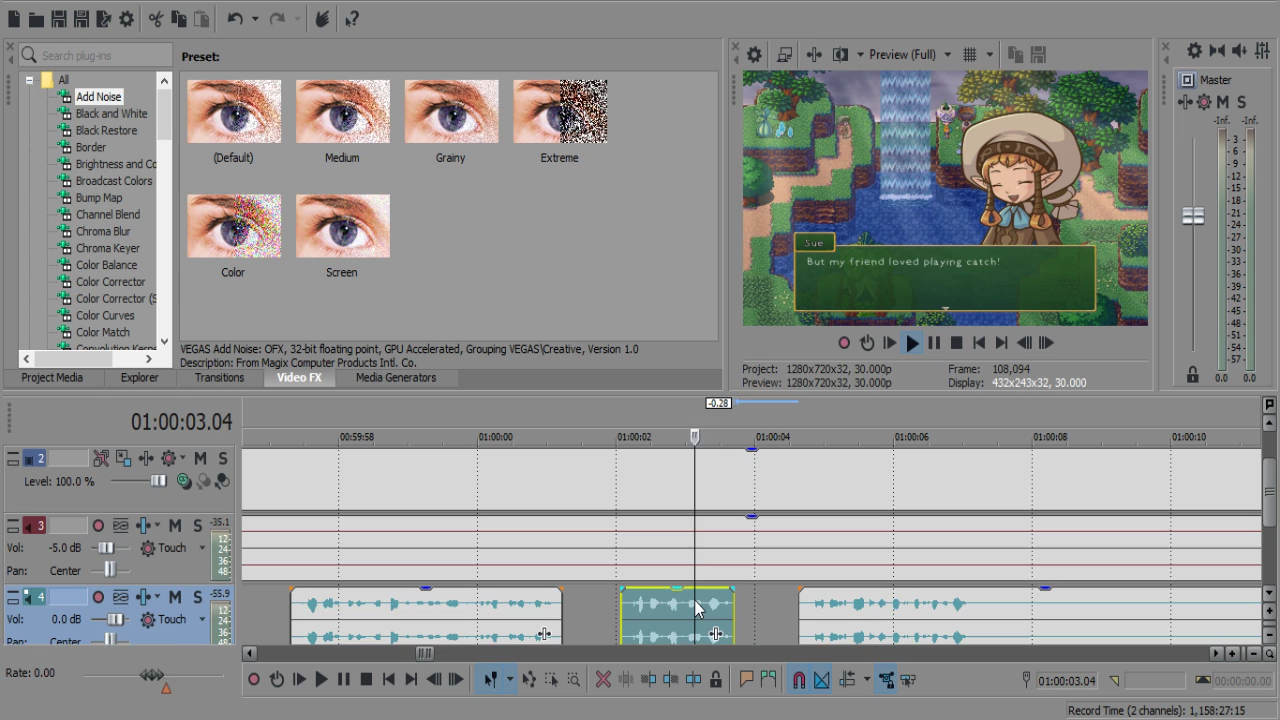 Search plug-ins
Preset:
All
Add Noise
Black and White
Black Restore
Border
Brightness and Co
Broadcast Colors
Bump Map
Channel Blend
Chroma Blur
Chroma Keyer
Color Balance
Color Corrector
Color Corrector (S
Color Curves
Color Match
Convolution Kerne
(Default)
Medium
Grainy
Extreme
Color
Screen
VEGAS Add Noise: OFX, 32-bit floating point, GPU Accelerated, Grouping VEGAS\Creative, Version 1.0
Description: From Magix Computer Products Intl. Co.
Project Media
Explorer
Transitions
Video FX
Media Generators
Preview (Full)
Sue
But my friend loved playing catch!
Project: 1280x720x32, 30.000p
Frame: 108,094
Preview: 1280x720x32, 30.000p
Display: 432x243x32, 30.000
Master
M S
-Inf. -Inf.
- 3 -
- 6 -
- 9 -
-12-
-15-
-18-
-21-
-24-
-27-
-30-
-33-
-36-
-39-
-42-
-45-
-48-
-51-
-54-
-57-
0.0 0.0
-0.28
01:00:03.04
00:59:58
01:00:00
01:00:02
01:00:04
01:00:06
01:00:08
01:00:10
2
M S
Level: 100.0 %
3
M S
-35.1
Vol: -5.0 dB
Touch
Pan: Center
12-
24-
36-
48-
4
M S
-55.9
Vol: 0.0 dB
Touch
Pan: Center
12-
24-
36
Rate: 0.00
01:00:03.04
00:00:00.00
Record Time (2 channels): 1,158:27:15